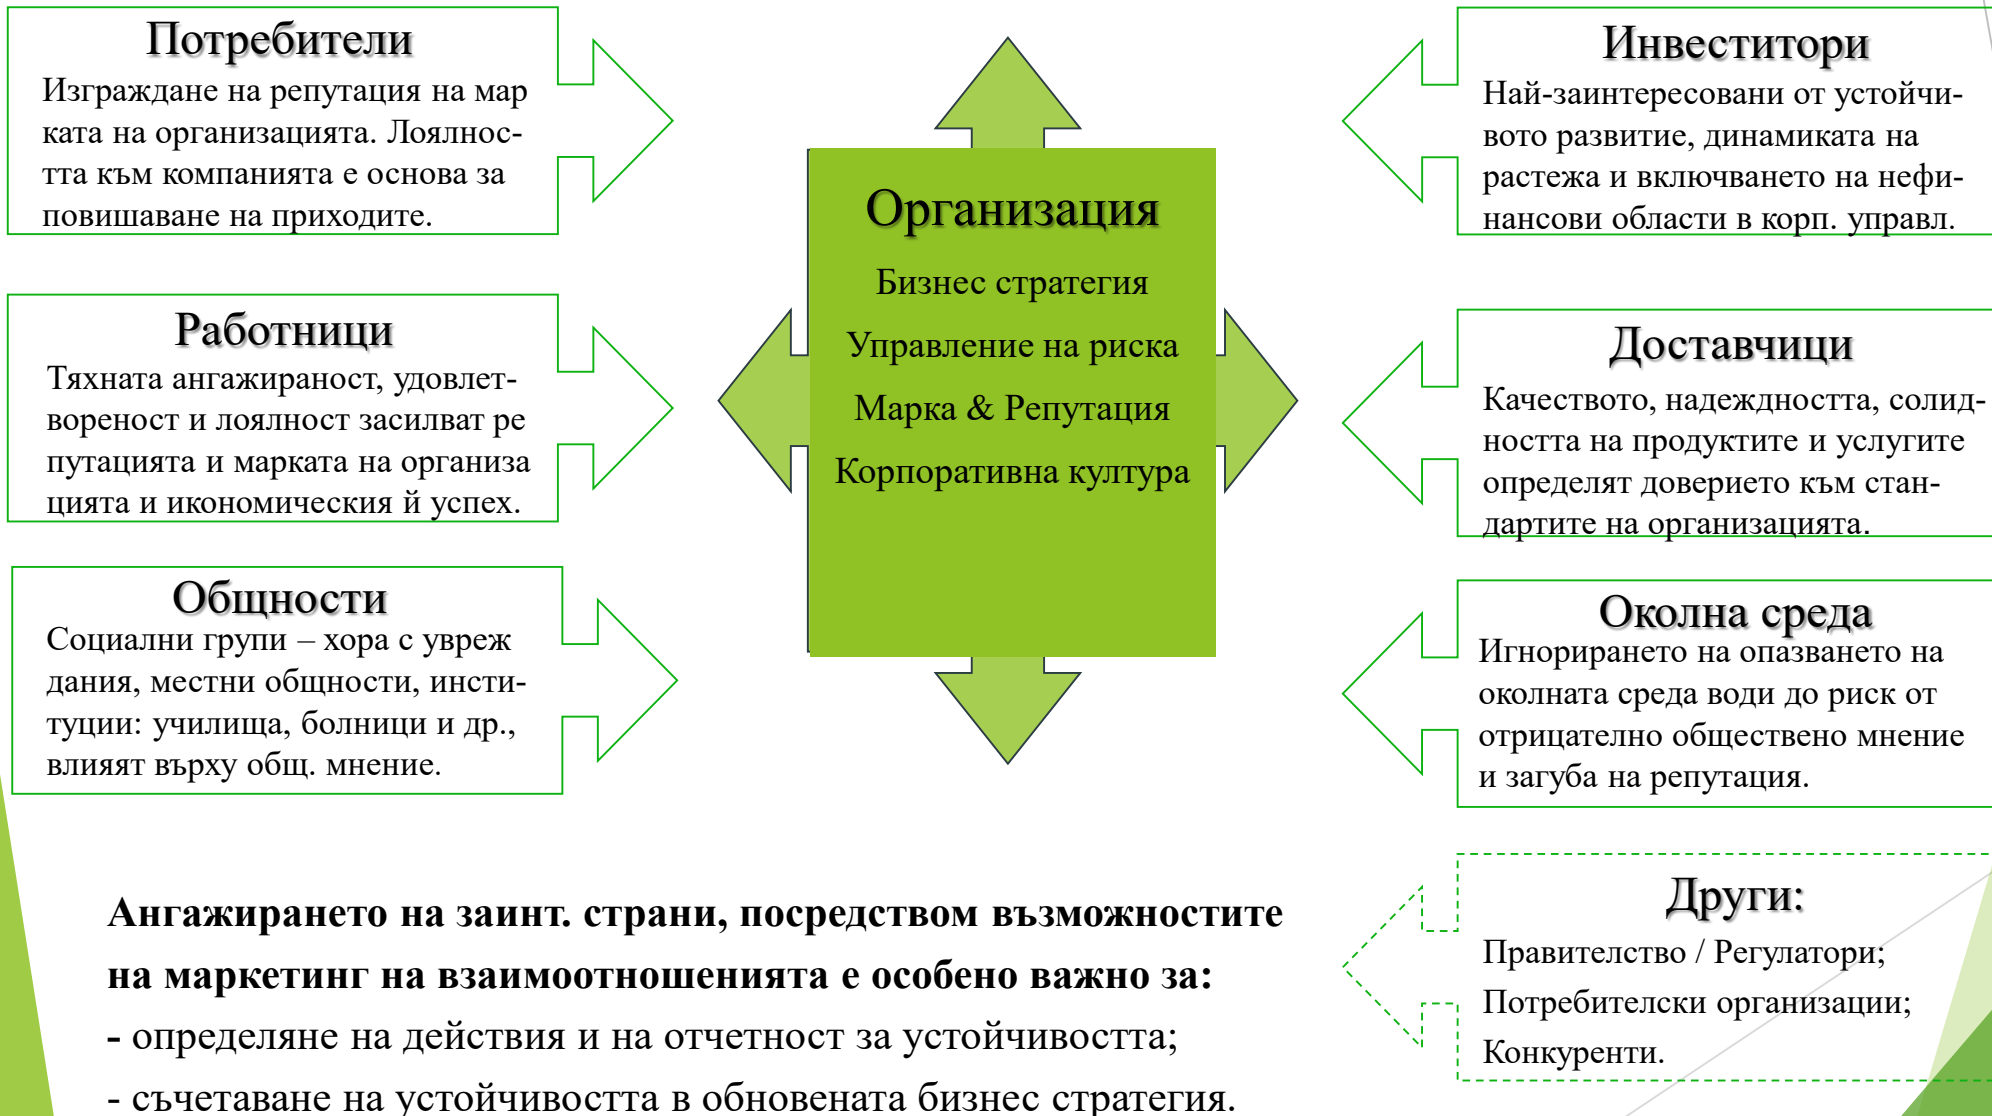 Потребители
Изграждане на репутация на мар
ката на организацията. Лоялнос-
тта към компанията е основа за
повишаване на приходите.
Работници
Тяхната ангажираност, удовлет-
вореност и лоялност засилват ре
путацията и марката на организа
цията и икономическия й успех.
Общности
Социални групи – хора с увреж
дания, местни общности, инсти-
туции: училища, болници и др.,
влияят върху общ. мнение.
Организация
Бизнес стратегия
Управление на риска
Марка & Репутация
Корпоративна култура
Инвеститори
Най-заинтересовани от устойчи-
вото развитие, динамиката на
растежа и включването на нефи-
нансови области в корп. управл.
Доставчици
Качеството, надеждността, солид-
ността на продуктите и услугите
определят доверието към стан-
дартите на организацията.
Околна среда
Игнорирането на опазването на
околната среда води до риск от
отрицателно обществено мнение
и загуба на репутация.
Други:
Правителство / Регулатори;
Потребителски организации;
Конкуренти.
Ангажирането на заинт. страни, посредством възможностите
на маркетинг на взаимоотношенията е особено важно за:
- определяне на действия и на отчетност за устойчивостта;
- съчетаване на устойчивостта в обновената бизнес стратегия.